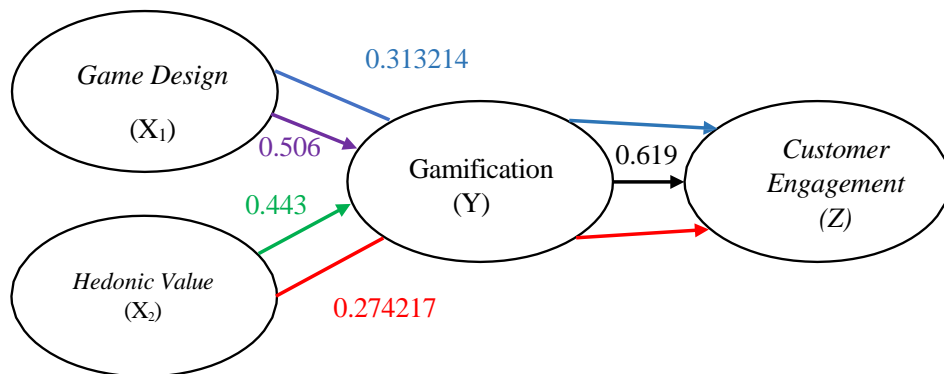 Game Design
(X₁)
0.313214
0.506
Gamification
(Y)
0.619
Customer
Engagement
(Z)
0.443
Hedonic Value
(X₂)
0.274217